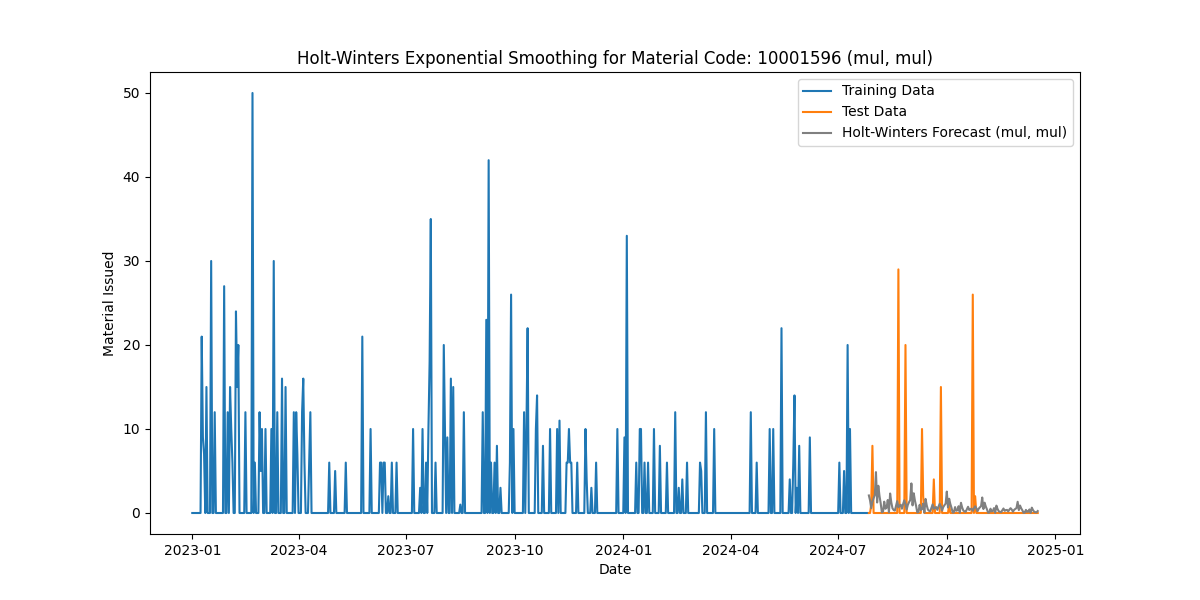 Holt-Winters Exponential Smoothing for Material Code: 10001596 (mul, mul)
Training Data
Test Data
Holt-Winters Forecast (mul, mul)
Material Issued
50
40
30
20
10
0
2023-01 2023-04 2023-07 2023-10 2024-01 2024-04 2024-07 2024-10 2025-01
Date